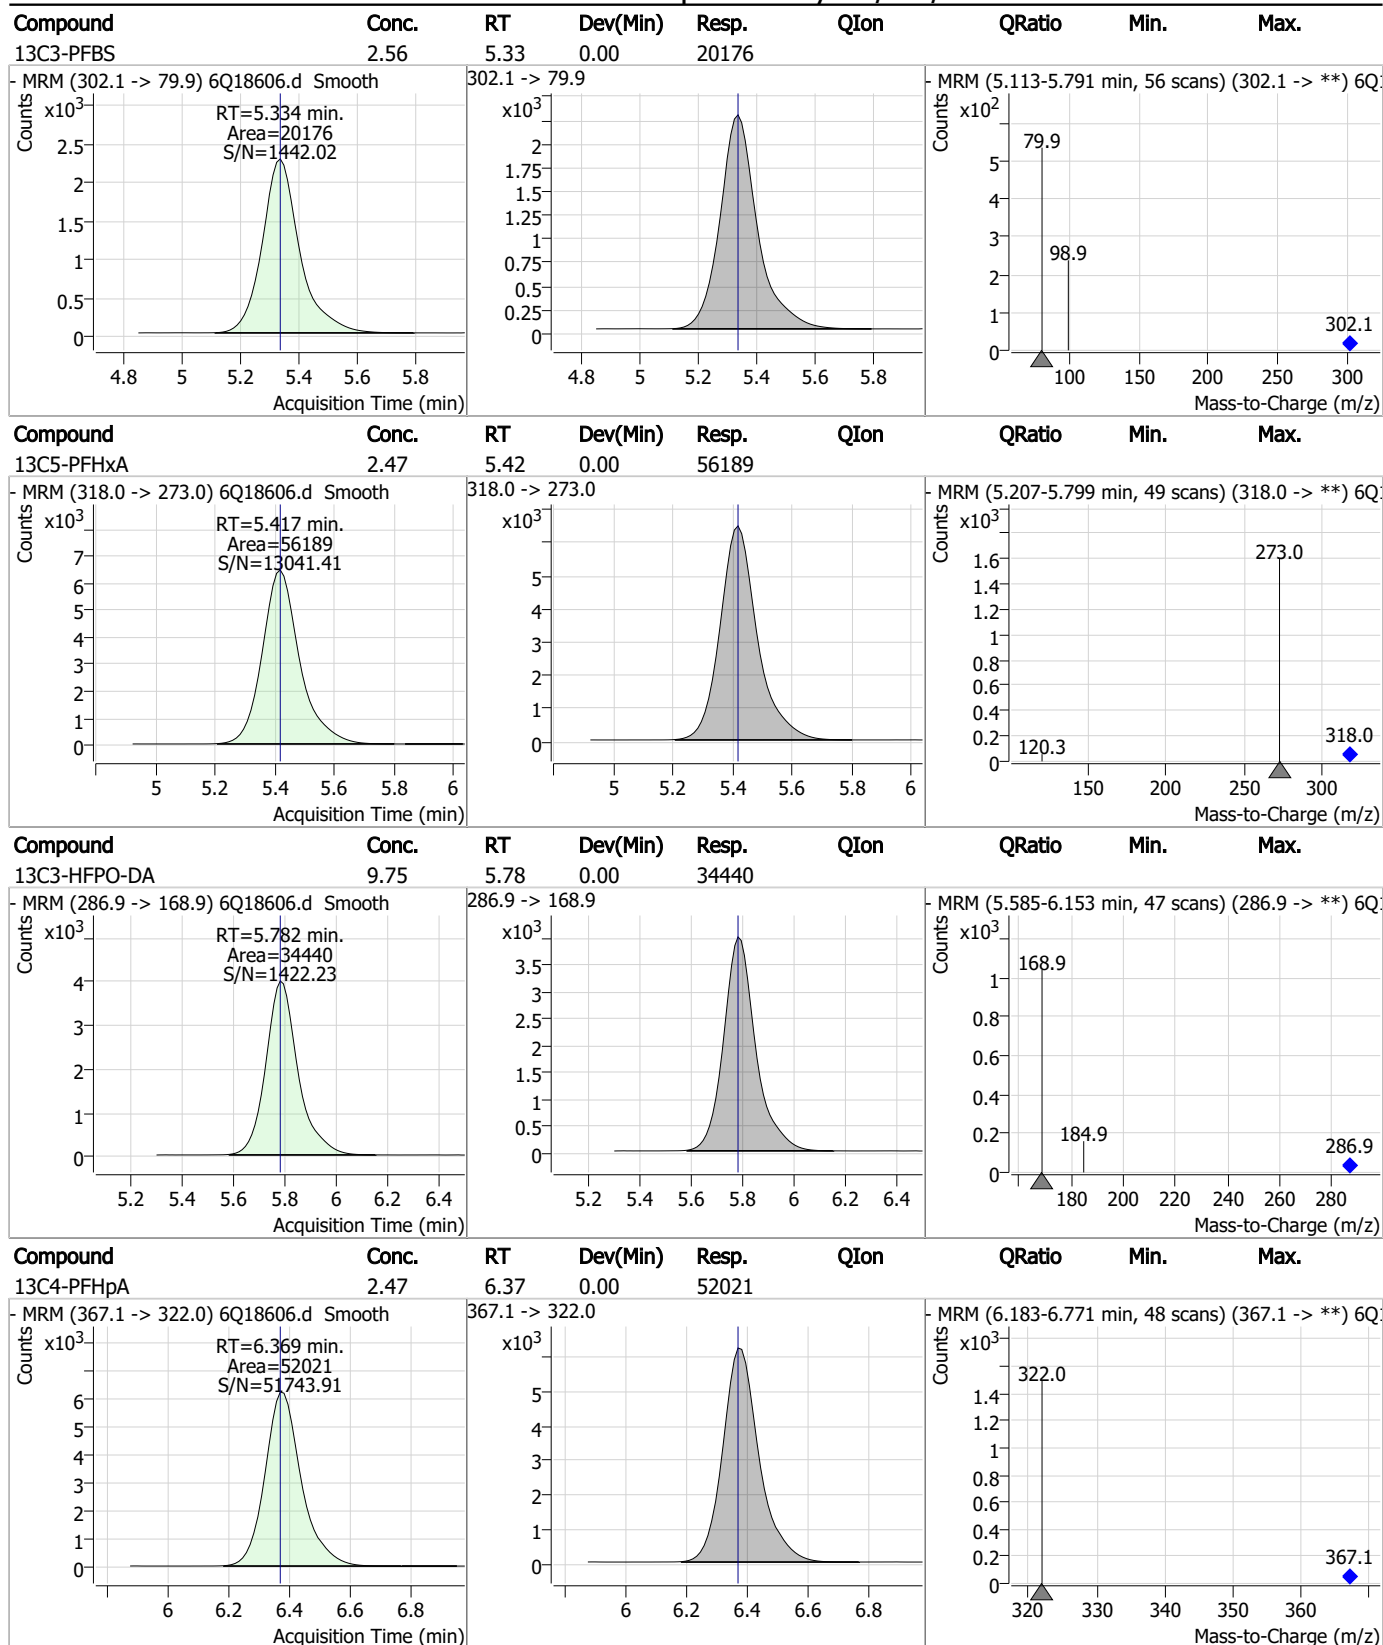 Compound Conc. RT Dev(Min) Resp. QIon QRatio Min. Max.
13C3-PFBS 2.56 5.33 0.00 20176
- MRM (302.1 -> 79.9) 6Q18606.d Smooth
Counts
x10³
RT=5.334 min.
Area=20176
S/N=1442.02
2.5
2
1.5
1
0.5
0
4.8 5 5.2 5.4 5.6 5.8
Acquisition Time (min)
302.1 -> 79.9
x10³
2
1.75
1.5
1.25
1
0.75
0.5
0.25
0
4.8 5 5.2 5.4 5.6 5.8
- MRM (5.113-5.791 min, 56 scans) (302.1 -> **) 6Q
Counts
x10²
79.9
98.9
302.1
5
4
3
2
1
0
100 150 200 250 300
Mass-to-Charge (m/z)
Compound Conc. RT Dev(Min) Resp. QIon QRatio Min. Max.
13C5-PFHxA 2.47 5.42 0.00 56189
- MRM (318.0 -> 273.0) 6Q18606.d Smooth
Counts
x10³
RT=5.417 min.
Area=56189
S/N=13041.41
7
6
5
4
3
2
1
0
5 5.2 5.4 5.6 5.8 6
Acquisition Time (min)
318.0 -> 273.0
x10³
5
4
3
2
1
0
5 5.2 5.4 5.6 5.8 6
- MRM (5.207-5.799 min, 49 scans) (318.0 -> **) 6Q
Counts
x10³
273.0
120.3
318.0
1.6
1.4
1.2
1
0.8
0.6
0.4
0.2
0
150 200 250 300
Mass-to-Charge (m/z)
Compound Conc. RT Dev(Min) Resp. QIon QRatio Min. Max.
13C3-HFPO-DA 9.75 5.78 0.00 34440
- MRM (286.9 -> 168.9) 6Q18606.d Smooth
Counts
x10³
RT=5.782 min.
Area=34440
S/N=1422.23
4
3
2
1
0
5.2 5.4 5.6 5.8 6 6.2 6.4
Acquisition Time (min)
286.9 -> 168.9
x10³
3.5
3
2.5
2
1.5
1
0.5
0
5.2 5.4 5.6 5.8 6 6.2 6.4
- MRM (5.585-6.153 min, 47 scans) (286.9 -> **) 6Q
Counts
x10³
168.9
184.9
286.9
1
0.8
0.6
0.4
0.2
0
180 200 220 240 260 280
Mass-to-Charge (m/z)
Compound Conc. RT Dev(Min) Resp. QIon QRatio Min. Max.
13C4-PFHpA 2.47 6.37 0.00 52021
- MRM (367.1 -> 322.0) 6Q18606.d Smooth
Counts
x10³
RT=6.369 min.
Area=52021
S/N=51743.91
6
5
4
3
2
1
0
6 6.2 6.4 6.6 6.8
Acquisition Time (min)
367.1 -> 322.0
x10³
5
4
3
2
1
0
6 6.2 6.4 6.6 6.8
- MRM (6.183-6.771 min, 48 scans) (367.1 -> **) 6Q
Counts
x10³
322.0
367.1
1.4
1.2
1
0.8
0.6
0.4
0.2
0
320 330 340 350 360
Mass-to-Charge (m/z)